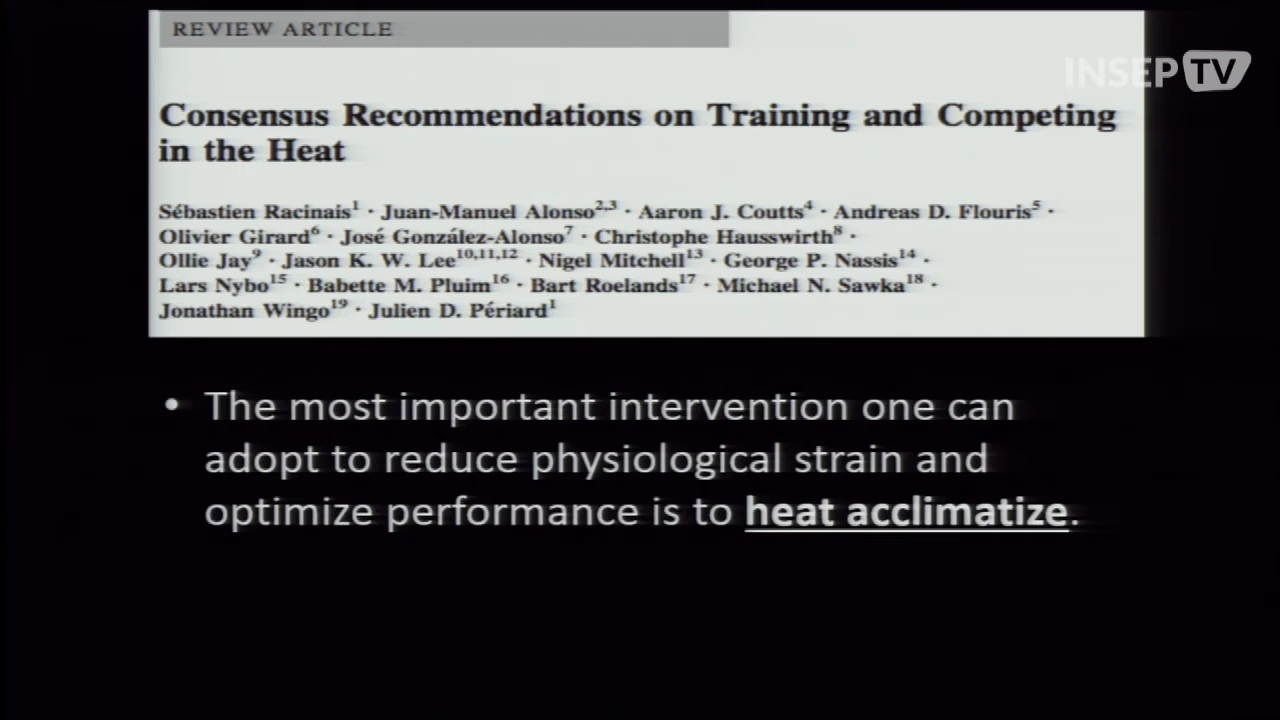 REVIEW ARTICLE
INSEP TV
Consensus Recommendations on Training and Competing
in the Heat
Sébastien Racinais1 · Juan-Manuel Alonso2,3 · Aaron J. Coutts4 · Andreas D. Flouris5 ·
Olivier Girard6 · José González-Alonso7 · Christophe Hausswirth8 ·
Ollie Jay9 · Jason K. W. Lee10,11,12 · Nigel Mitchell13 · George P. Nassis14 ·
Lars Nybo15 · Babette M. Pluim16 · Bart Roelands17 · Michael N. Sawka18 ·
Jonathan Wingo19 · Julien D. Périard1
• The most important intervention one can
adopt to reduce physiological strain and
optimize performance is to heat acclimatize.